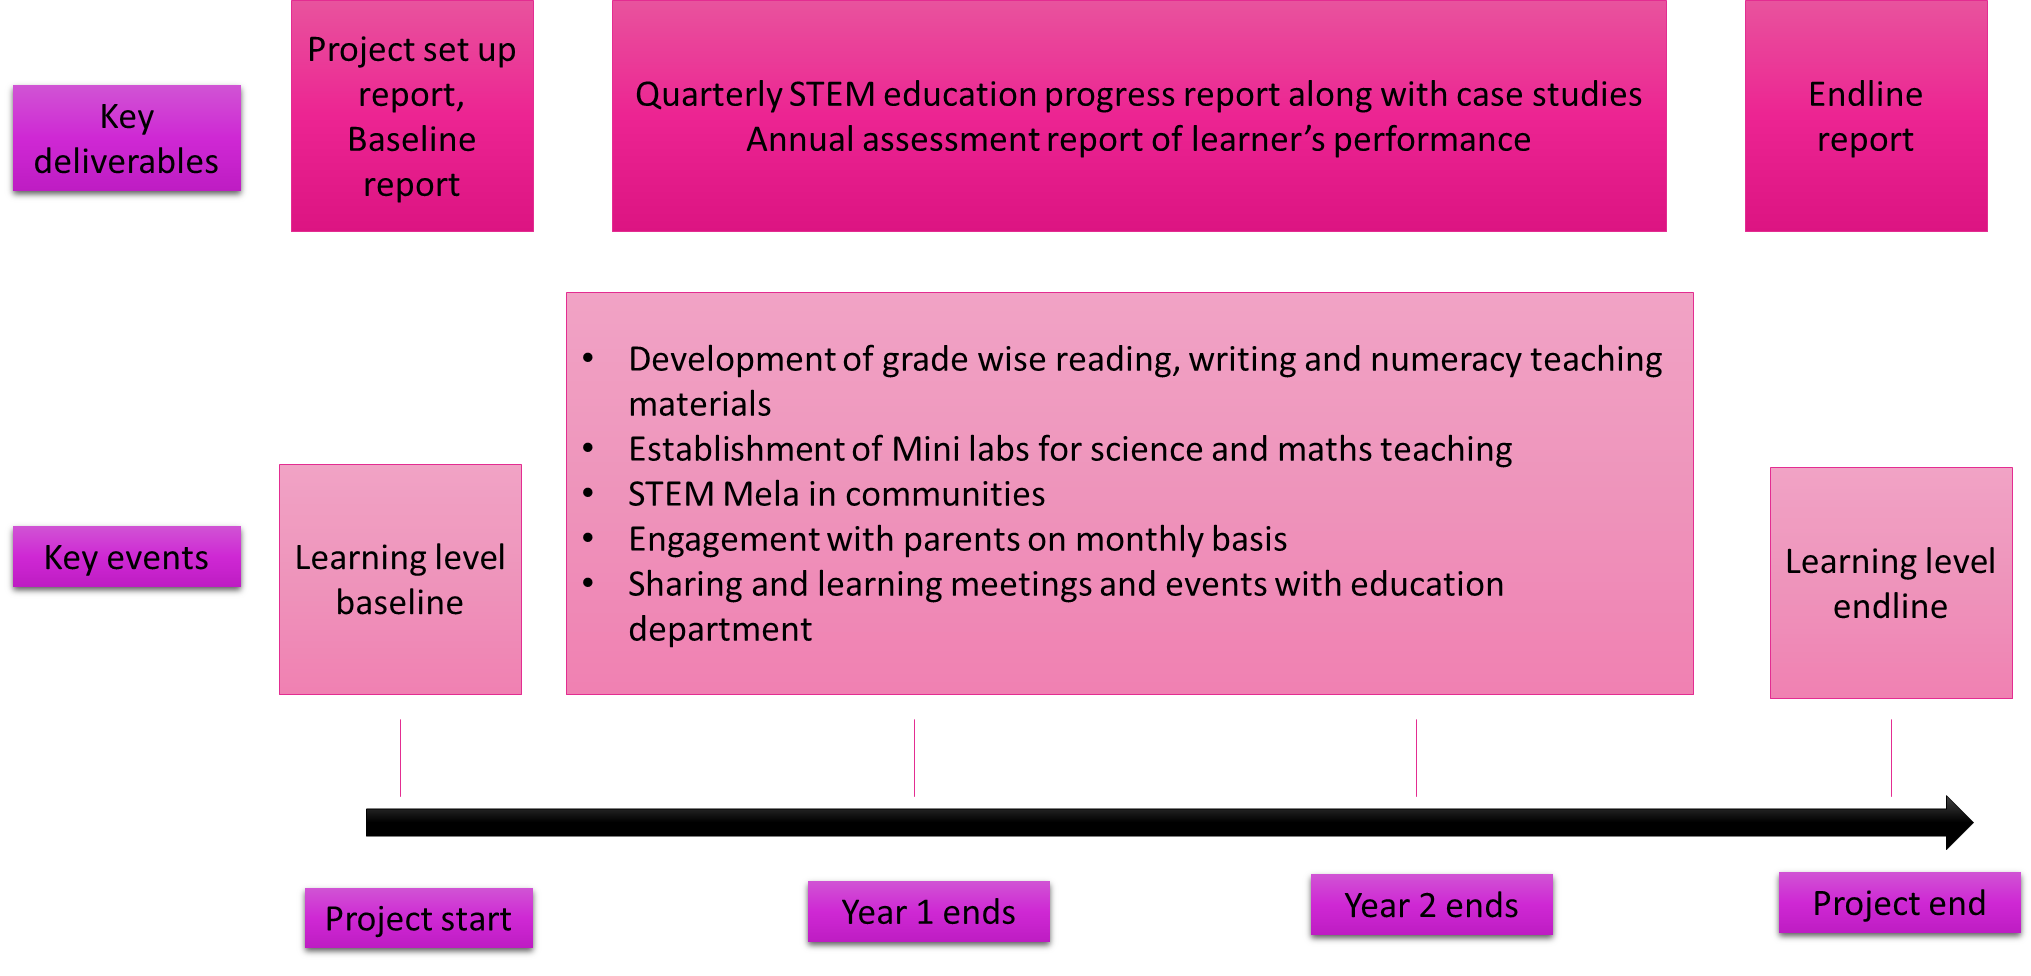 Key
deliverables
Project set up
report,
Baseline
report
Quarterly STEM education progress report along with case studies
Annual assessment report of learner’s performance
Endline
report
Key events
Learning level
baseline
• Development of grade wise reading, writing and numeracy teaching
materials
• Establishment of Mini labs for science and maths teaching
• STEM Mela in communities
• Engagement with parents on monthly basis
• Sharing and learning meetings and events with education
department
Learning level
endline
Project start
Year 1 ends
Year 2 ends
Project end